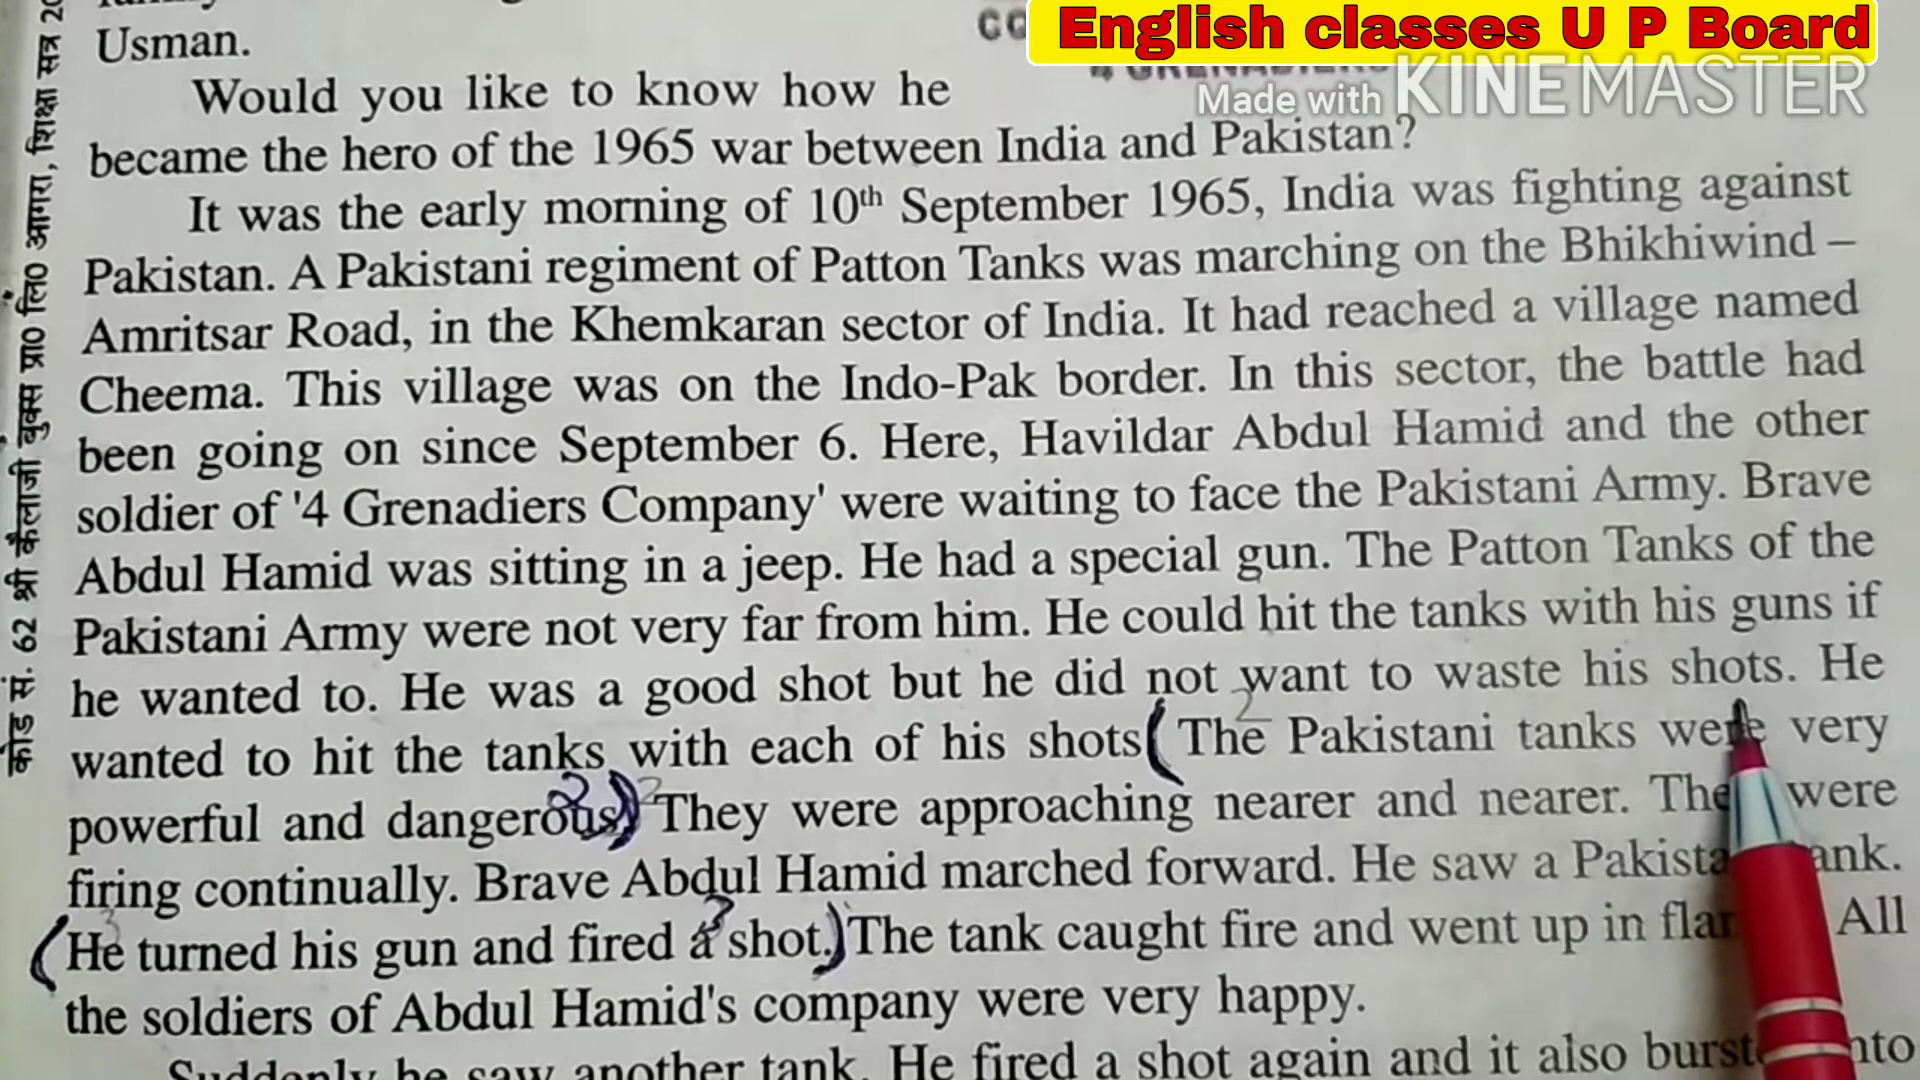 English classes U P Board
Made with KINEMASTER
Usman.
Would you like to know how he
became the hero of the 1965 war between India and Pakistan?
It was the early morning of 10th September 1965, India was fighting against
Pakistan. A Pakistani regiment of Patton Tanks was marching on the Bhikhiwind –
Amritsar Road, in the Khemkaran sector of India. It had reached a village named
Cheema. This village was on the Indo-Pak border. In this sector, the battle had
been going on since September 6. Here, Havildar Abdul Hamid and the other
soldier of '4 Grenadiers Company' were waiting to face the Pakistani Army. Brave
Abdul Hamid was sitting in a jeep. He had a special gun. The Patton Tanks of the
Pakistani Army were not very far from him. He could hit the tanks with his guns if
he wanted to. He was a good shot but he did not want to waste his shots. He
wanted to hit the tanks with each of his shots (The Pakistani tanks were very
powerful and dangerous) They were approaching nearer and nearer. They were
firing continually. Brave Abdul Hamid marched forward. He saw a tank.
(He turned his gun and fired a shot.) The tank caught fire and went up in All
the soldiers of Abdul Hamid's company were very happy.
Suddenly he saw another tank. He fired a shot again and it also
कोड सं. 62 श्री कैलाजी बुक्स प्रा० लि० आगरा, शिक्षा सत्र